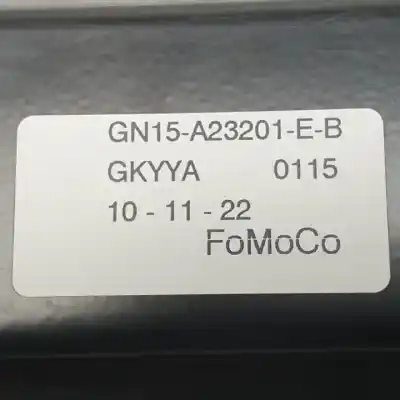 GN15-A23201-E-B
GKYYA 0115
10 - 11 - 22
FoMoCo